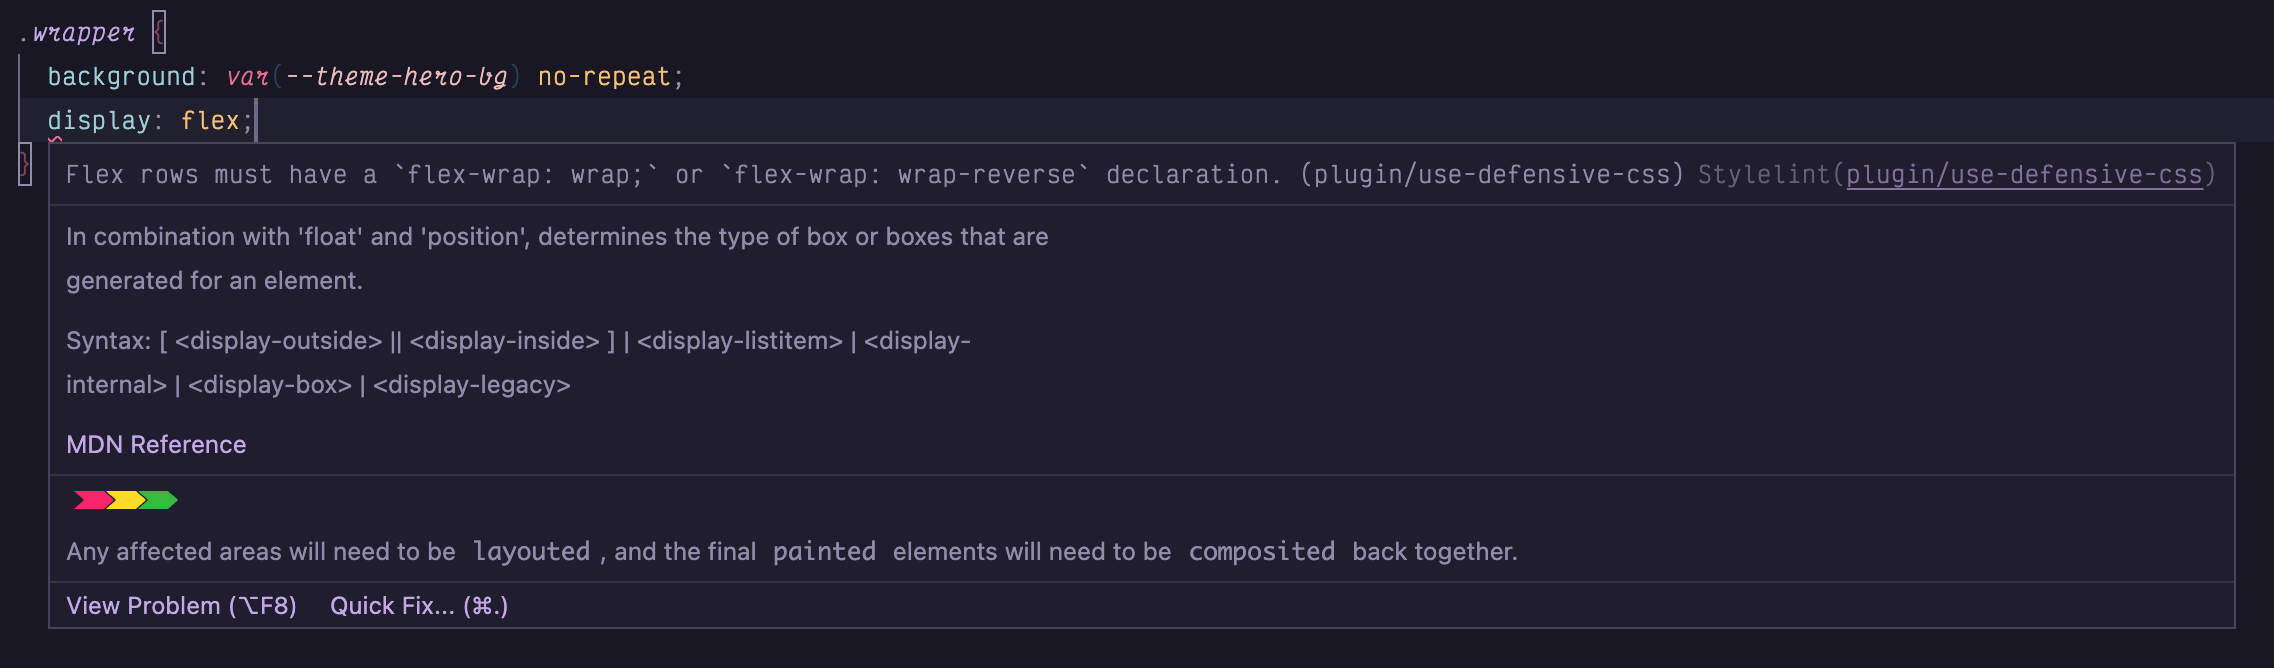 .wrapper {
background: var(--theme-hero-bg) no-repeat;
display: flex;
}
Flex rows must have a `flex-wrap: wrap;` or `flex-wrap: wrap-reverse` declaration. (plugin/use-defensive-css) Stylelint(plugin/use-defensive-css)
In combination with 'float' and 'position', determines the type of box or boxes that are
generated for an element.
Syntax: [ <display-outside> || <display-inside> ] | <display-listitem> | <display-
internal> | <display-box> | <display-legacy>
MDN Reference
Any affected areas will need to be layouted , and the final painted elements will need to be composited back together.
View Problem (⌥F8) Quick Fix... (⌘.)